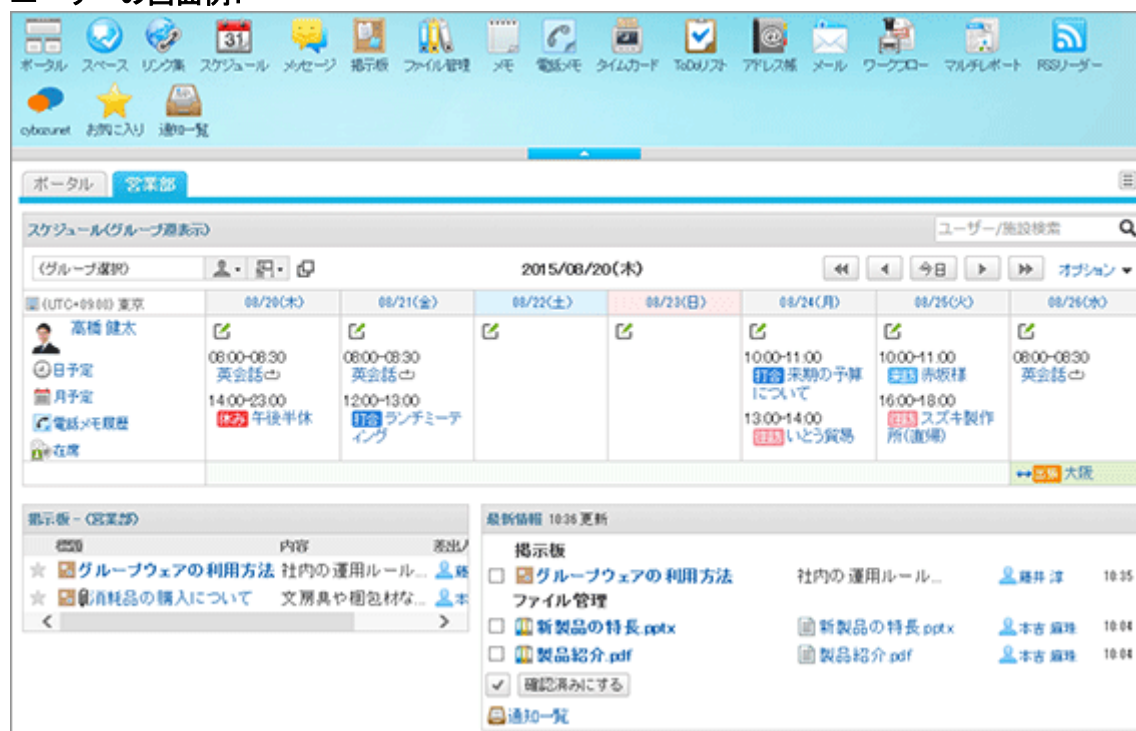 ユーザーの画面例:
ポータル スペース リンク集 スケジュール メッセージ 掲示板 ファイル管理 メモ 電話メモ タイムカード ToDoリスト アドレス帳 メール ワークフロー マルチレポート RSSリーダー
cybozunet お気に入り 通知一覧
ポータル 営業部
スケジュール(グループ週表示) ユーザー/施設検索
(グループ選択) 2015/08/20(木) 今日 オプション
(UTC+09:00) 東京 08/20(木) 08/21(金) 08/22(土) 08/23(日) 08/24(月) 08/25(火) 08/26(水)
高橋 健太
日予定
月予定
電話メモ履歴
在席
08:00-08:30
英会話
14:00-23:00
休み 午後半休
08:00-08:30
英会話
12:00-13:00
打合 ランチミーテ
ィング
10:00-11:00
打合 来期の予算
について
13:00-14:00
往訪 いとう貿易
10:00-11:00
来訪 赤坂様
16:00-18:00
往訪 スズキ製作
所(直帰)
08:00-08:30
英会話
出張 大阪
掲示板 - (営業部)
標題 内容 差出人
グループウェアの利用方法 社内の運用ルール... 藤
消耗品の購入について 文房具や梱包材な... 本
最新情報 10:36 更新
掲示板
グループウェアの利用方法 社内の運用ルール... 藤井 淳 10:35
ファイル管理
新製品の特長.pptx 新製品の特長.pptx 本吉 麻珠 10:04
製品紹介.pdf 製品紹介.pdf 本吉 麻珠 10:04
確認済みにする
通知一覧